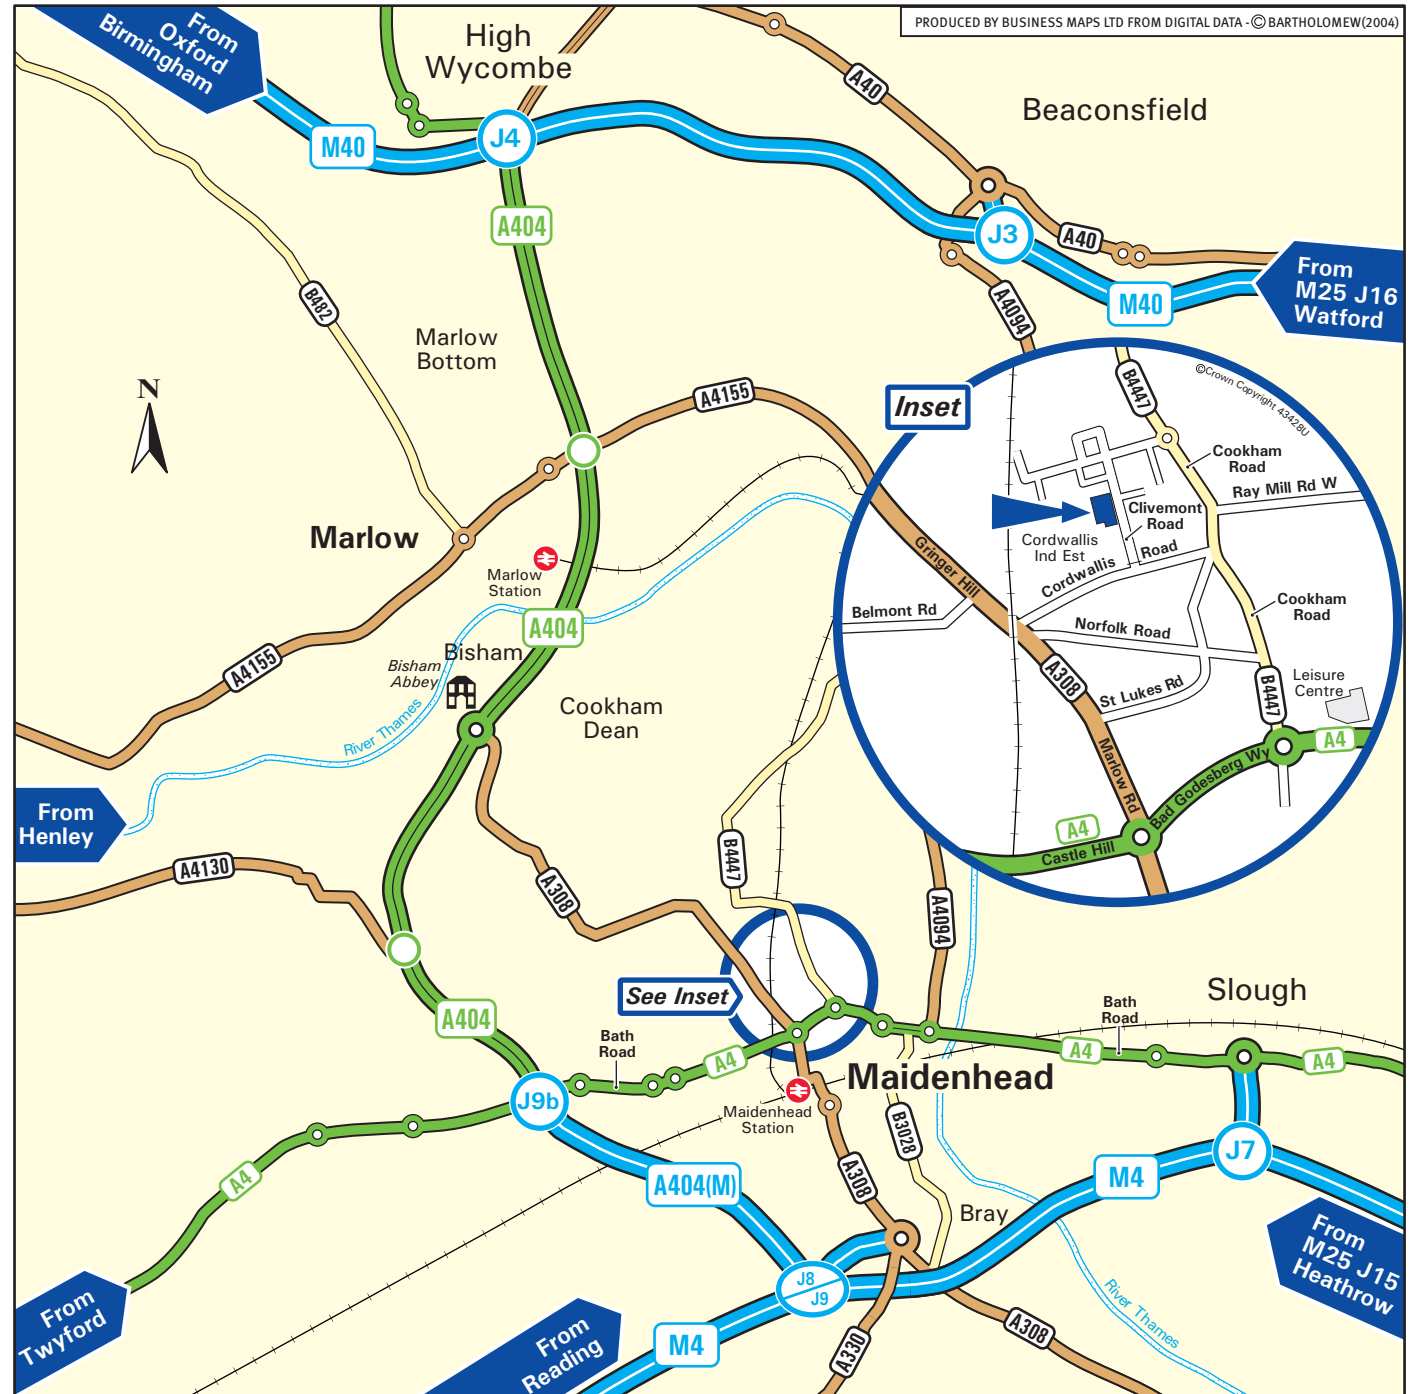 PRODUCED BY BUSINESS MAPS LTD FROM DIGITAL DATA - © BARTHOLOMEW(2004)
From
Oxford
Birmingham
High
Wycombe
A40
Beaconsfield
M40
J4
A404
J3
A40
From
M25 J16
Watford
M40
A4094
B482
Marlow
Bottom
N
A4155
Inset
©Crown Copyright 43428U
B4447
Cookham
Road
Ray Mill Rd W
Clivemont
Road
Cordwallis
Ind Est
Cordwallis
Road
Gringer Hill
Belmont Rd
Norfolk Road
Cookham
Road
A308
St Lukes Rd
B4447
Leisure
Centre
A4
Marlow Rd
Bad Godesberg Wy
A4
Castle Hill
Marlow
Marlow
Station
A404
Bisham
Bisham
Abbey
A4155
River Thames
Cookham
Dean
From
Henley
A4130
A308
B4447
A4094
See Inset
Slough
A404
Bath
Road
A4
Bath
Road
A4
A4
Maidenhead
J9b
Maidenhead
Station
B3028
J7
A4
A404(M)
A308
M4
Bray
From
M25 J15
Heathrow
J8
J9
River Thames
From
Twyford
From
Reading
M4
A330
A308